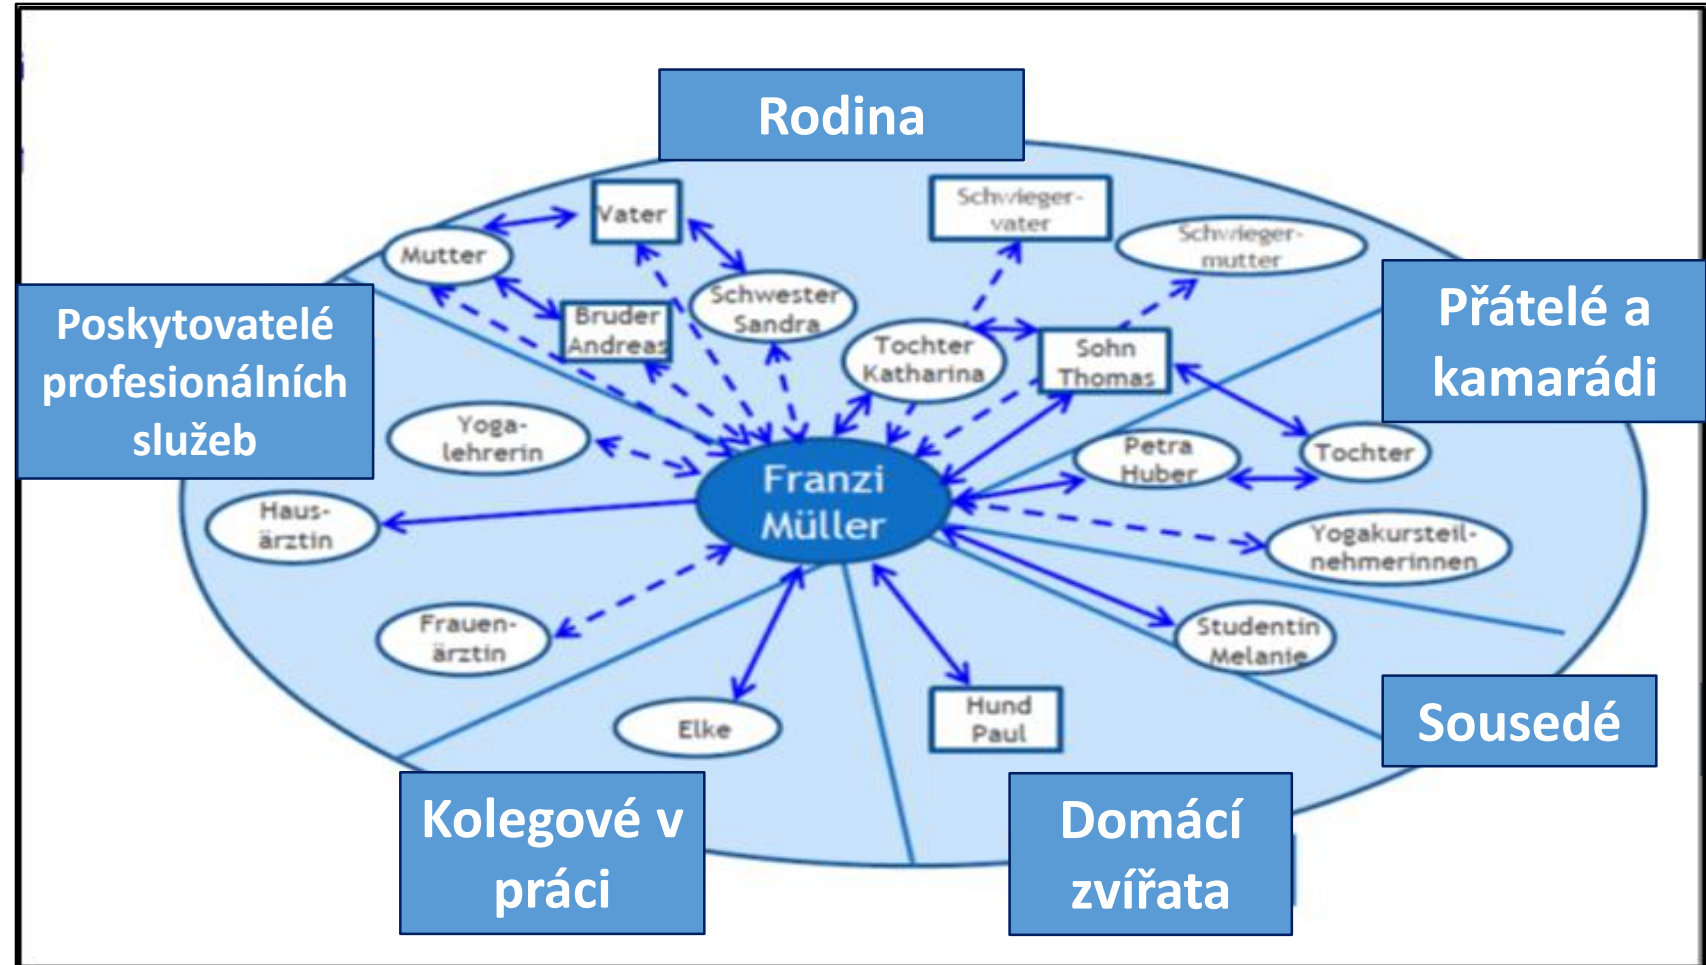 Rodina
Vater
Schwieger-
vater
Mutter
Schwieger-
mutter
Schwester
Sandra
Bruder
Andreas
Tochter
Katharina
Sohn
Thomas
Poskytovatelé
profesionálních
služeb
Přátelé a
kamarádi
Yoga-
lehrerin
Petra
Huber
Tochter
Franzi
Müller
Haus-
ärztin
Yogakursteil-
nehmerinnen
Frauen-
ärztin
Studentin
Melanie
Elke
Hund
Paul
Sousedé
Kolegové v
práci
Domácí
zvířata